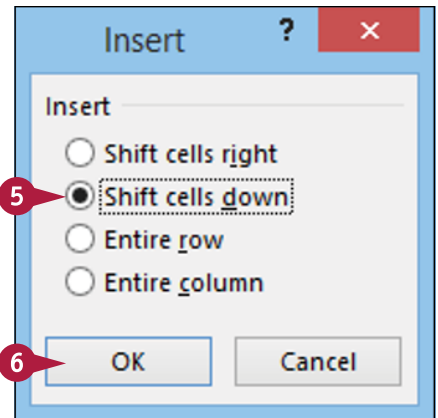 Insert ? ×
Insert
Shift cells right
5 Shift cells down
Entire row
Entire column
6 OK Cancel